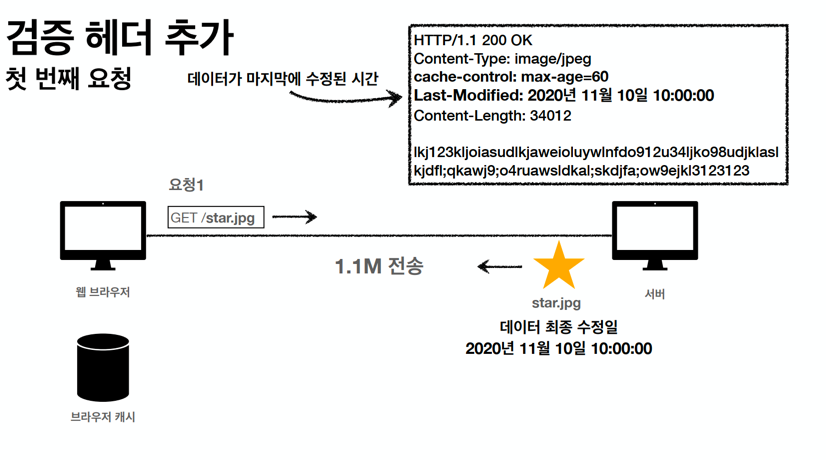 검증 헤더 추가
첫 번째 요청
데이터가 마지막에 수정된 시간
HTTP/1.1 200 OK
Content-Type: image/jpeg
cache-control: max-age=60
Last-Modified: 2020년 11월 10일 10:00:00
Content-Length: 34012
lkj123kljoiasudlkjaweioluywlnfdo912u34ljko98udjklasl
kjdfl;qkawj9;o4ruawsldkal;skdjfa;ow9ejkl3123123
요청1
GET /star.jpg
1.1M 전송
star.jpg
웹 브라우저
서버
데이터 최종 수정일
2020년 11월 10일 10:00:00
브라우저 캐시